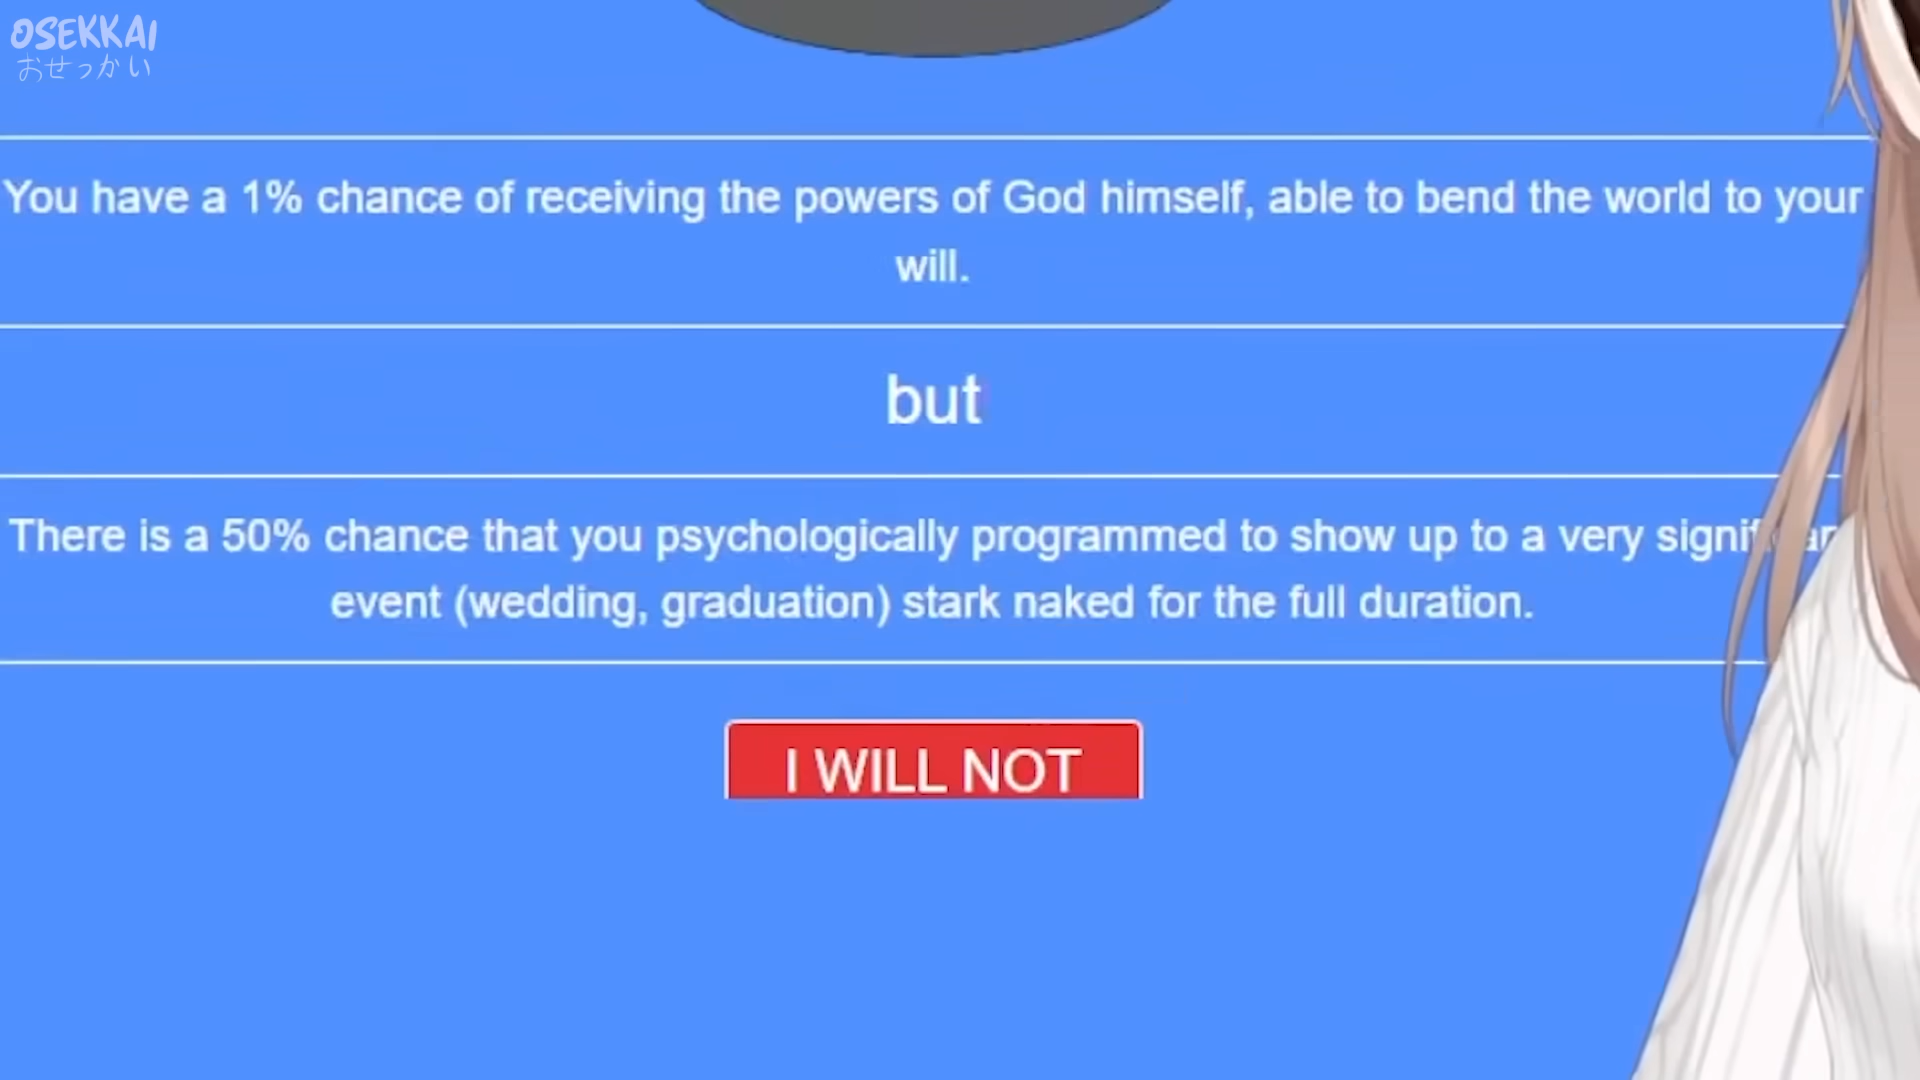 OSEKKAI
おせっかい
You have a 1% chance of receiving the powers of God himself, able to bend the world to your
will.
but
There is a 50% chance that you psychologically programmed to show up to a very
event (wedding, graduation) stark naked for the full duration.
I WILL NOT